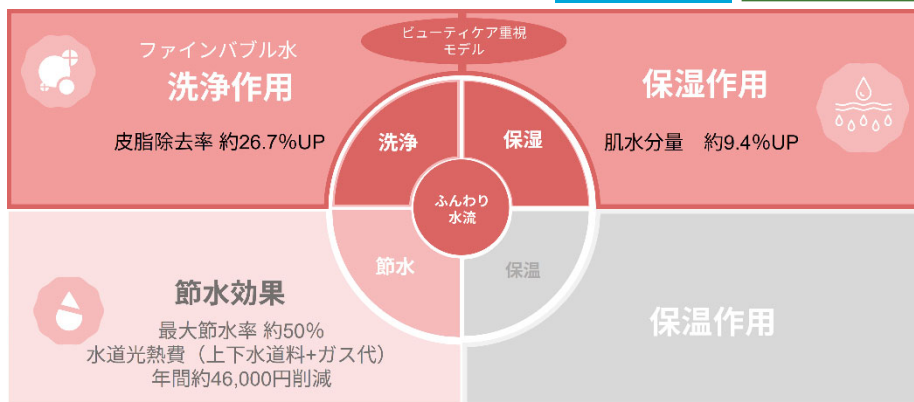 ビューティケア重視
モデル
ファインバブル水
洗浄作用
皮脂除去率 約26.7%UP
保湿作用
肌水分量 約9.4%UP
洗浄
保湿
ふんわり
水流
節水
保温
節水効果
最大節水率 約50%
水道光熱費（上下水道料+ガス代）
年間約46,000円削減
保温作用